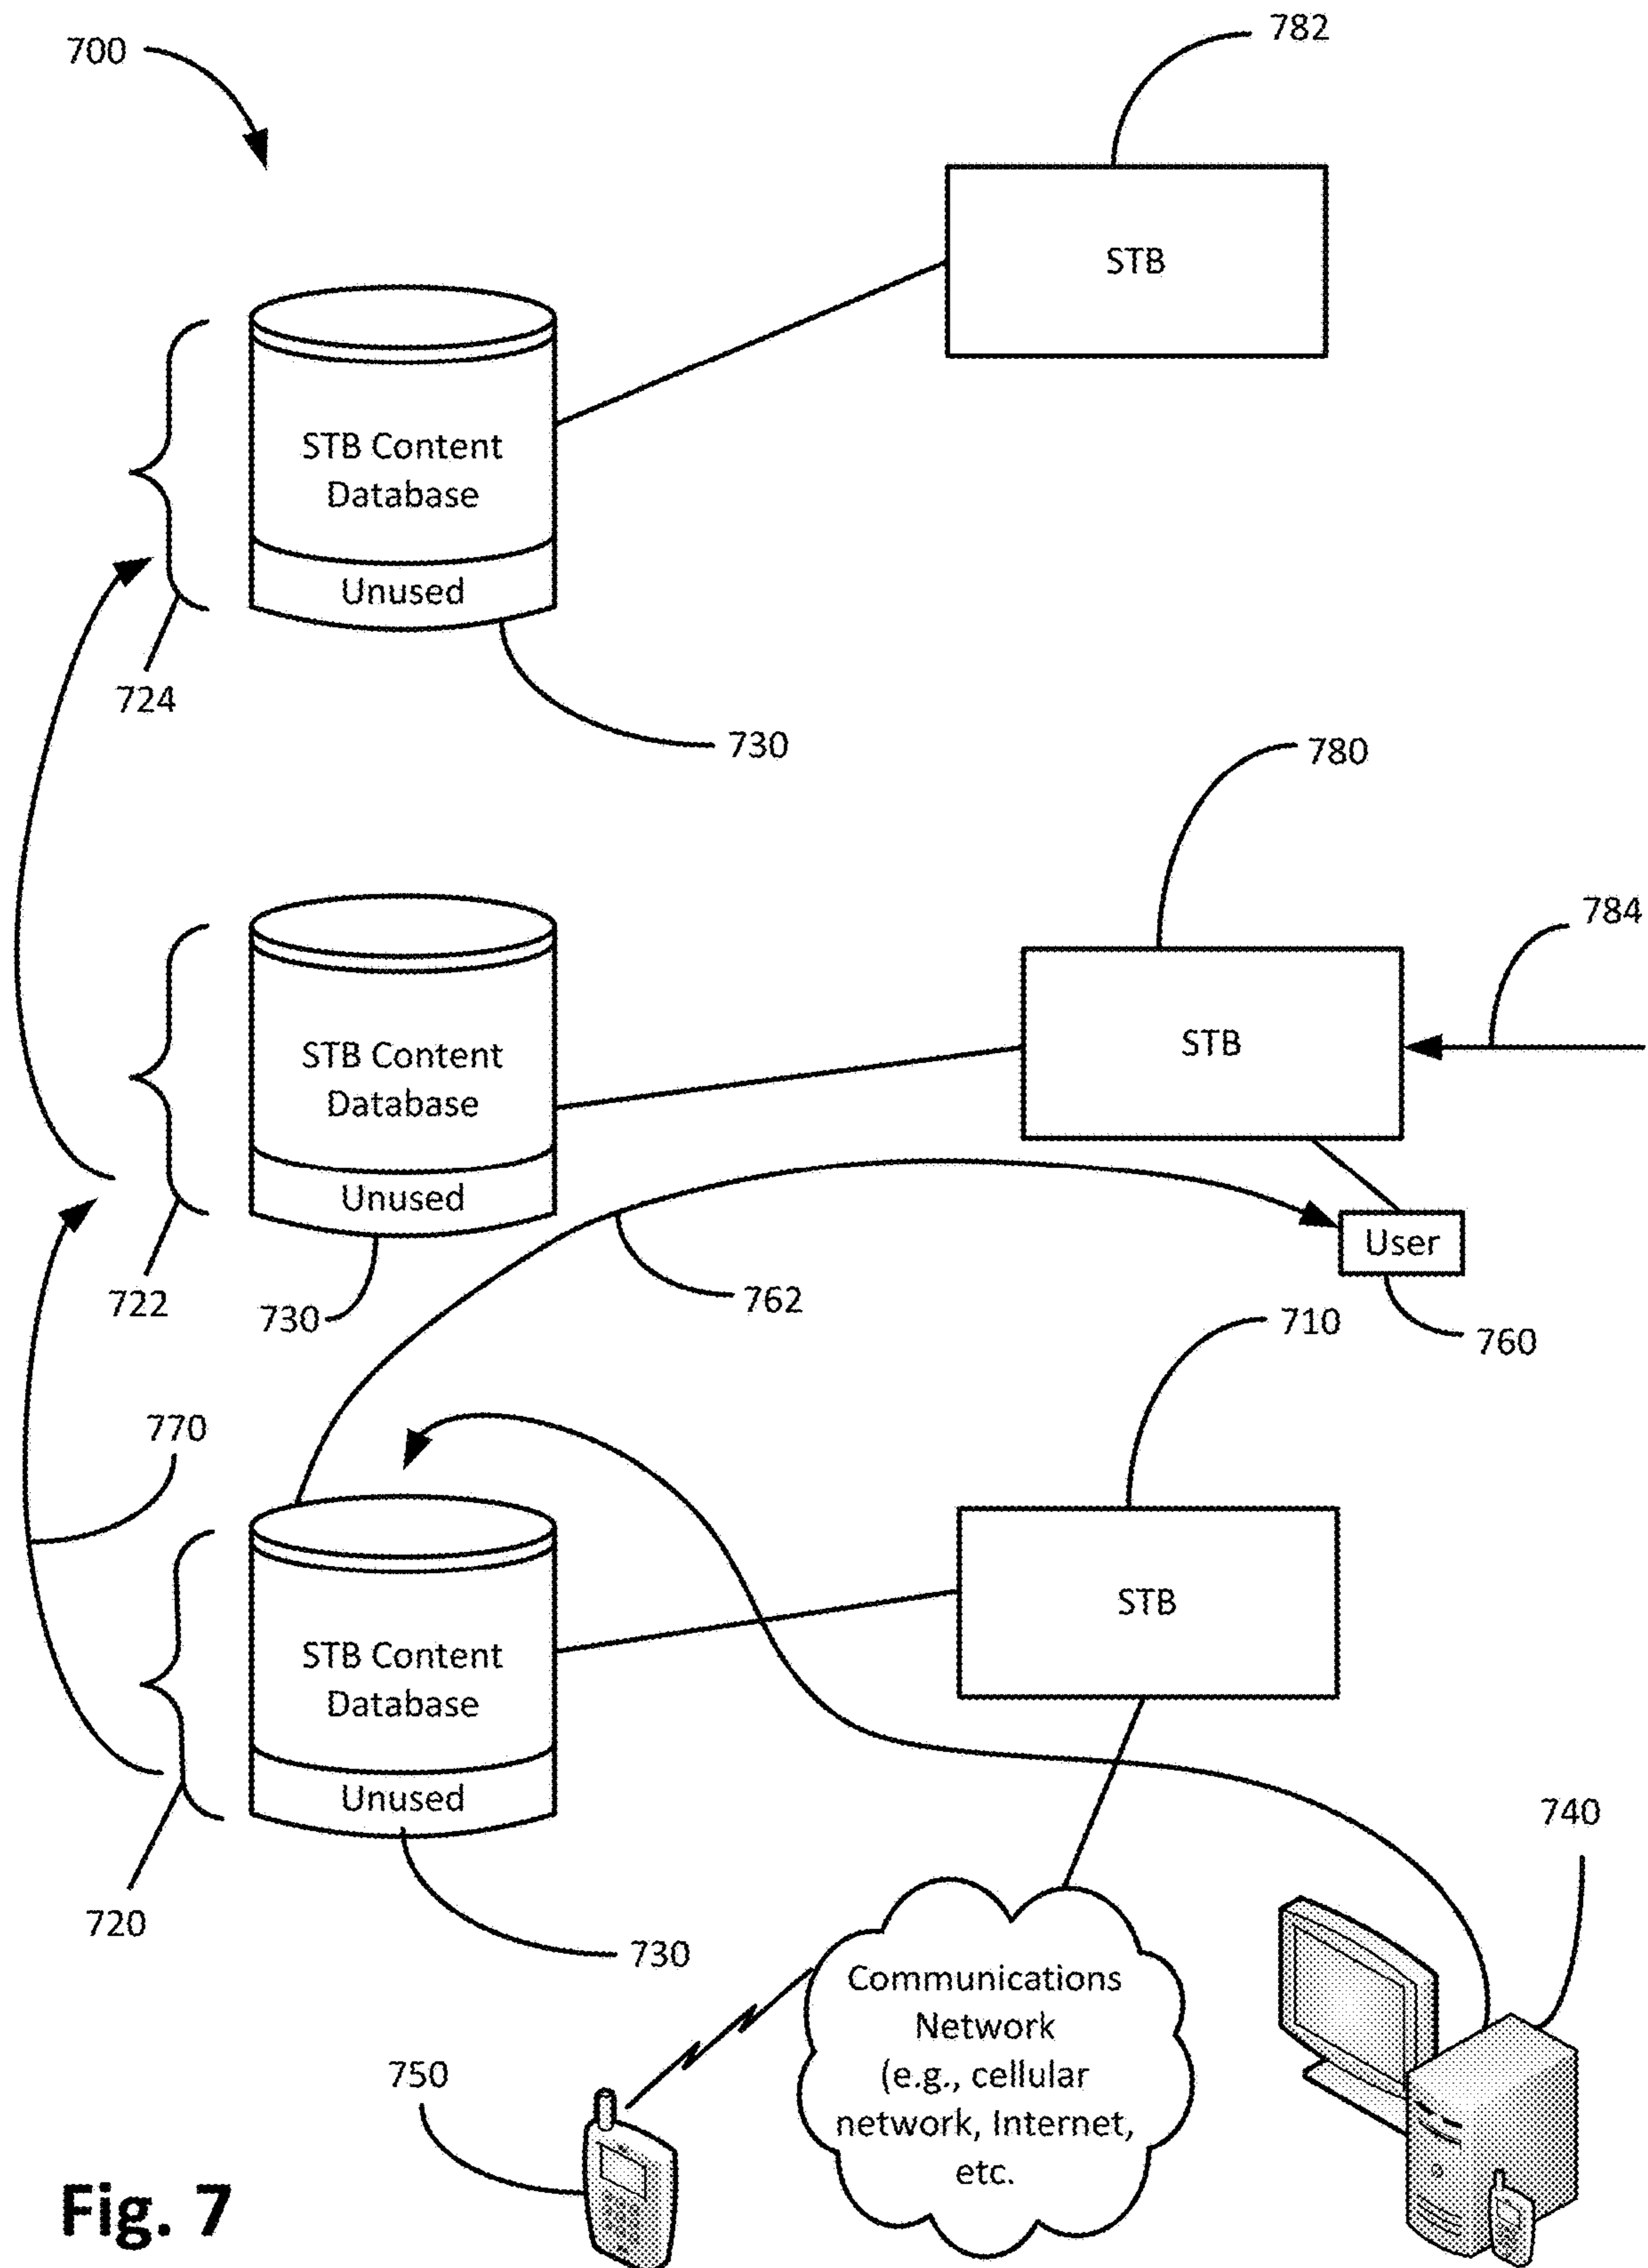 700
782
STB
STB Content
Database
Unused
724
730
780
784
STB
STB Content
Database
Unused
User
722
730
762
760
710
770
STB
STB Content
Database
Unused
740
720
730
Communications
Network
(e.g., cellular
network, Internet,
etc.
750
Fig. 7